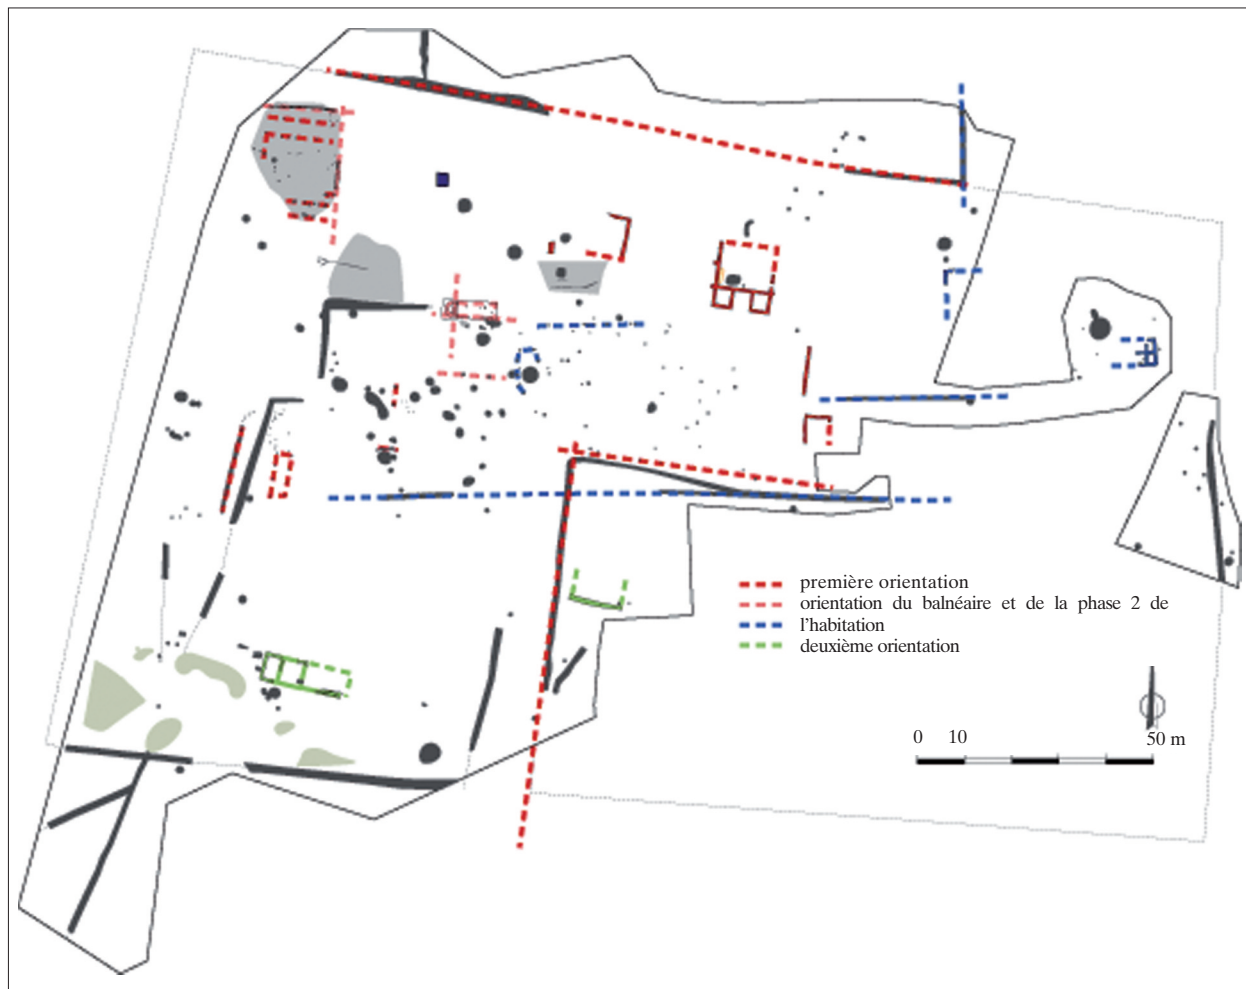 première orientation
orientation du balnéaire et de la phase 2 de
l'habitation
deuxième orientation
0 10 50 m